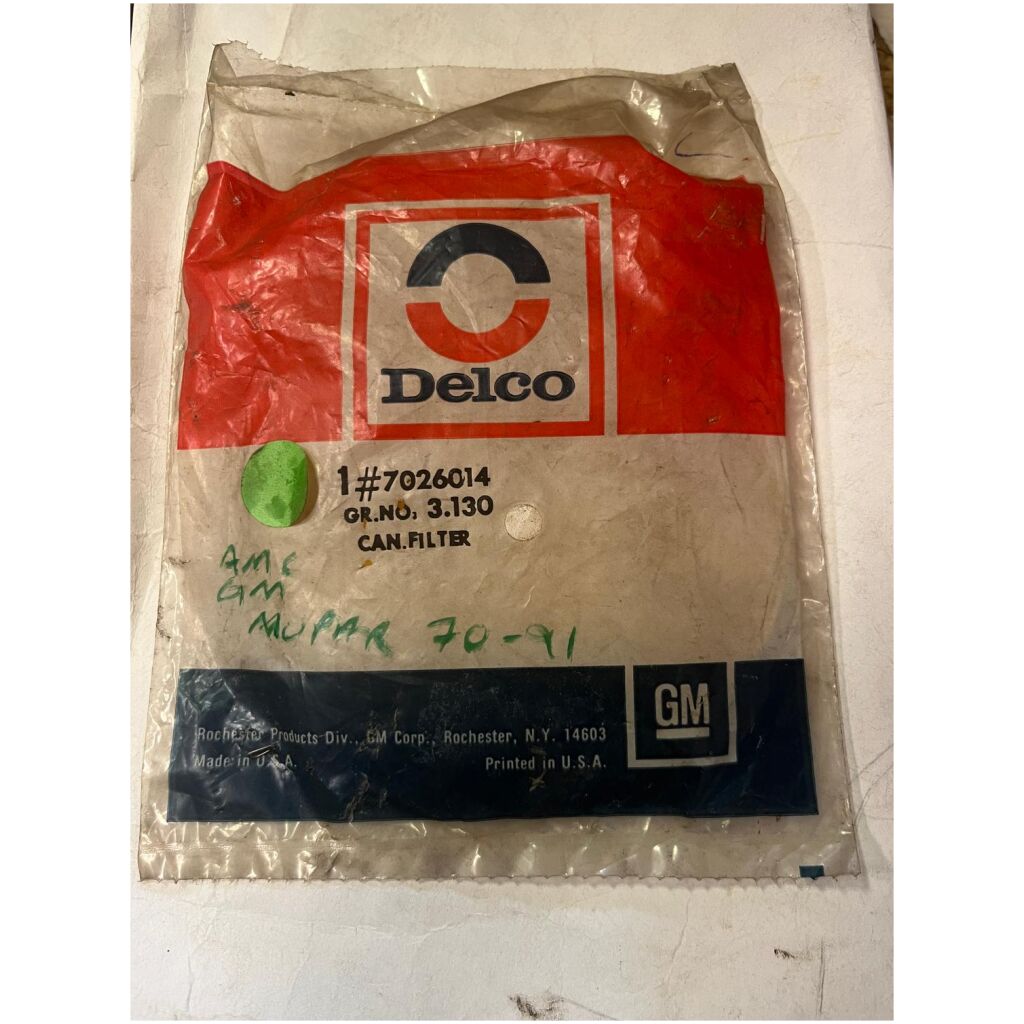 Delco
1#7026014
GR.NO. 3.130
CAN.FILTER
AMC
GM
MOPAR 70-91
GM
Rochester Products Div., GM Corp., Rochester, N.Y. 14603
Made in U.S.A.
Printed in U.S.A.